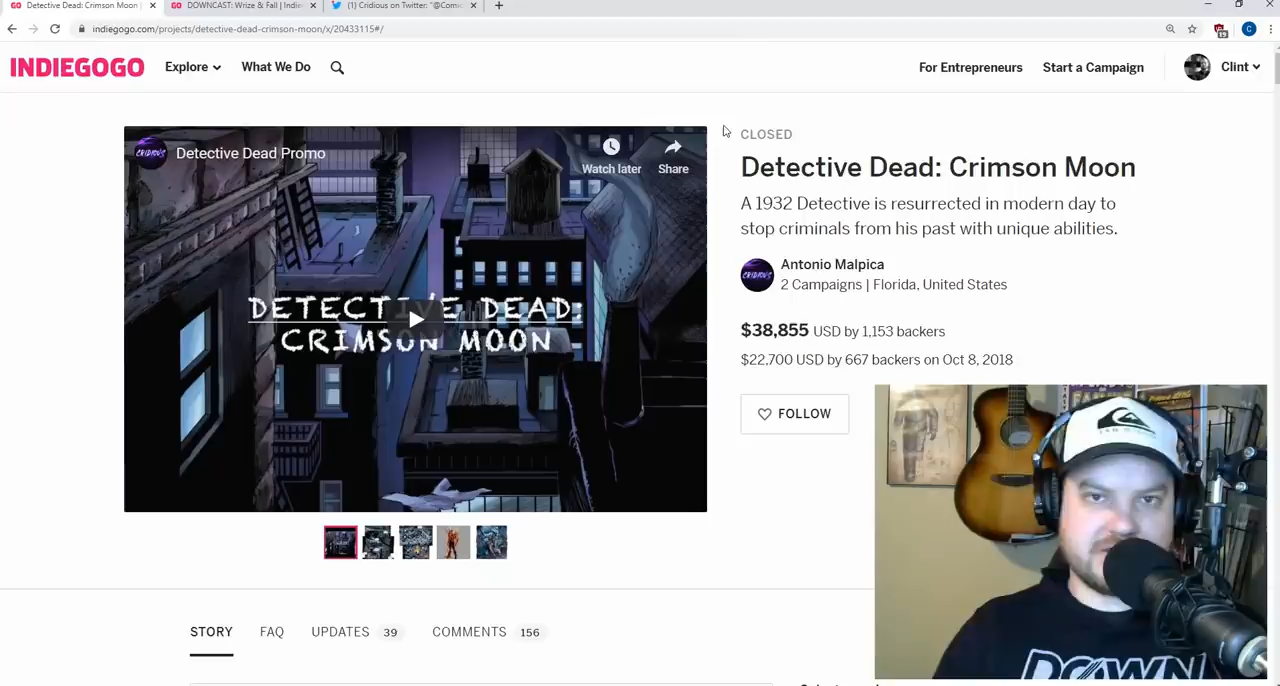 Detective Dead: Crimson Moon |
DOWNCAST: Wrize & Fall | Indie
(1) Cridious on Twitter: "@Comi
indiegogo.com/projects/detective-dead-crimson-moon/x/20433115#/
INDIEGOGO
Explore
What We Do
For Entrepreneurs
Start a Campaign
Clint
CRIDIOUS
Detective Dead Promo
Watch later
Share
DETECTIVE DEAD:
CRIMSON MOON
CLOSED
Detective Dead: Crimson Moon
A 1932 Detective is resurrected in modern day to
stop criminals from his past with unique abilities.
CRIDIOUS
Antonio Malpica
2 Campaigns | Florida, United States
$38,855 USD by 1,153 backers
$22,700 USD by 667 backers on Oct 8, 2018
FOLLOW
STORY
FAQ
UPDATES 39
COMMENTS 156
DOWN